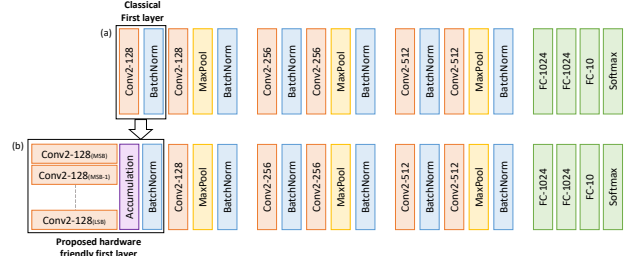 Classical
First layer
(a)
Conv2-128
BatchNorm
Conv2-128
MaxPool
BatchNorm
Conv2-256
BatchNorm
Conv2-256
MaxPool
BatchNorm
Conv2-512
BatchNorm
Conv2-512
MaxPool
BatchNorm
FC-1024
FC-1024
FC-10
Softmax
(b)
Conv2-128(MSB)
Conv2-128(MSB-1)
Conv2-128(LSB)
Accumulation
BatchNorm
Conv2-128
MaxPool
BatchNorm
Conv2-256
BatchNorm
Conv2-256
MaxPool
BatchNorm
Conv2-512
BatchNorm
Conv2-512
MaxPool
BatchNorm
FC-1024
FC-1024
FC-10
Softmax
Proposed hardware
friendly first layer